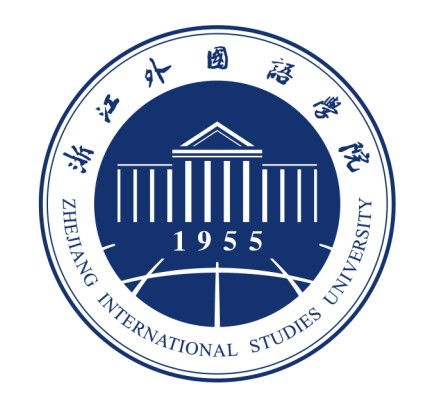 浙江外國語學院
1955
ZHEJIANG INTERNATIONAL STUDIES UNIVERSITY